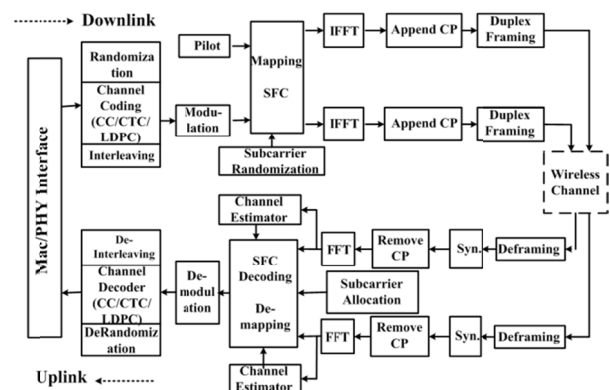 Downlink
Mac/PHY Interface
Randomiza
tion
Channel
Coding
(CC/CTC/
LDPC)
Interleaving
Pilot
Modu-
lation
Mapping
SFC
Subcarrier
Randomization
IFFT
Append CP
Duplex
Framing
IFFT
Append CP
Duplex
Framing
Wireless
Channel
Channel
Estimator
De-
Interleaving
Channel
Decoder
(CC/CTC/
LDPC)
DeRandomiz
ation
De-
modul
ation
SFC
Decoding
De-
mapping
FFT
Remove
CP
Syn.
Deframing
Subcarrier
Allocation
FFT
Remove
CP
Syn.
Deframing
Channel
Estimator
Uplink